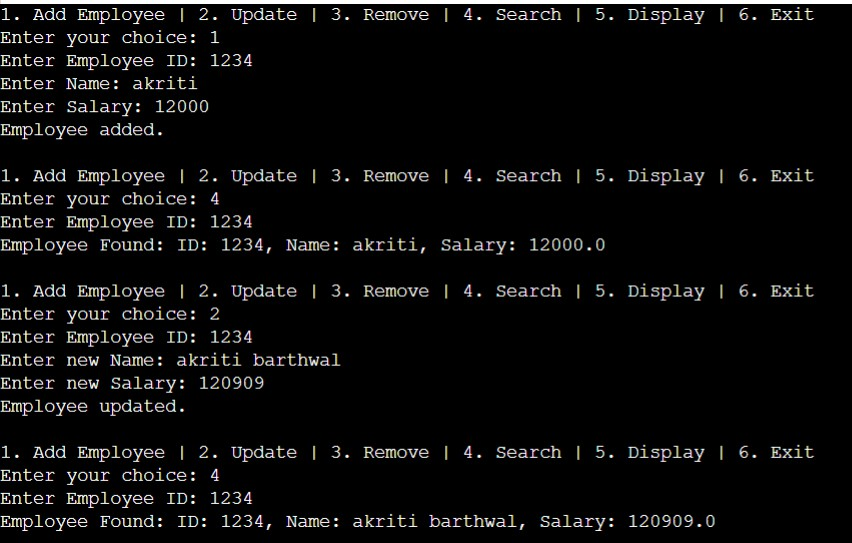 1. Add Employee | 2. Update | 3. Remove | 4. Search | 5. Display | 6. Exit
Enter your choice: 1
Enter Employee ID: 1234
Enter Name: akriti
Enter Salary: 12000
Employee added.
1. Add Employee | 2. Update | 3. Remove | 4. Search | 5. Display | 6. Exit
Enter your choice: 4
Enter Employee ID: 1234
Employee Found: ID: 1234, Name: akriti, Salary: 12000.0
1. Add Employee | 2. Update | 3. Remove | 4. Search | 5. Display | 6. Exit
Enter your choice: 2
Enter Employee ID: 1234
Enter new Name: akriti barthwal
Enter new Salary: 120909
Employee updated.
1. Add Employee | 2. Update | 3. Remove | 4. Search | 5. Display | 6. Exit
Enter your choice: 4
Enter Employee ID: 1234
Employee Found: ID: 1234, Name: akriti barthwal, Salary: 120909.0